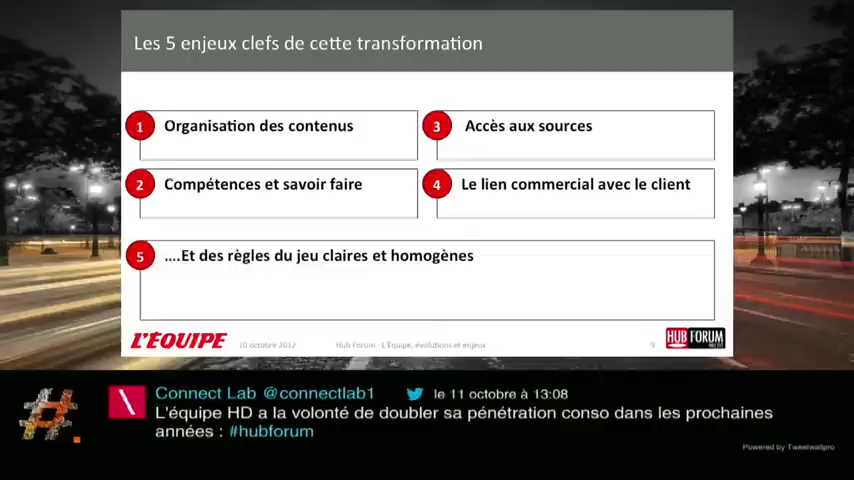 Les 5 enjeux clefs de cette transformation
1 Organisation des contenus
2 Compétences et savoir faire
3 Accès aux sources
4 Le lien commercial avec le client
5 ....Et des règles du jeu claires et homogènes
L'ÉQUIPE
10 octobre 2012
Hub Forum - L'Equipe, évolutions et enjeux
9
HUB FORUM
#.
Connect Lab @connectlab1 le 11 octobre à 13:08
L'équipe HD a la volonté de doubler sa pénétration conso dans les prochaines
années : #hubforum
Powered by Tweetwallpro